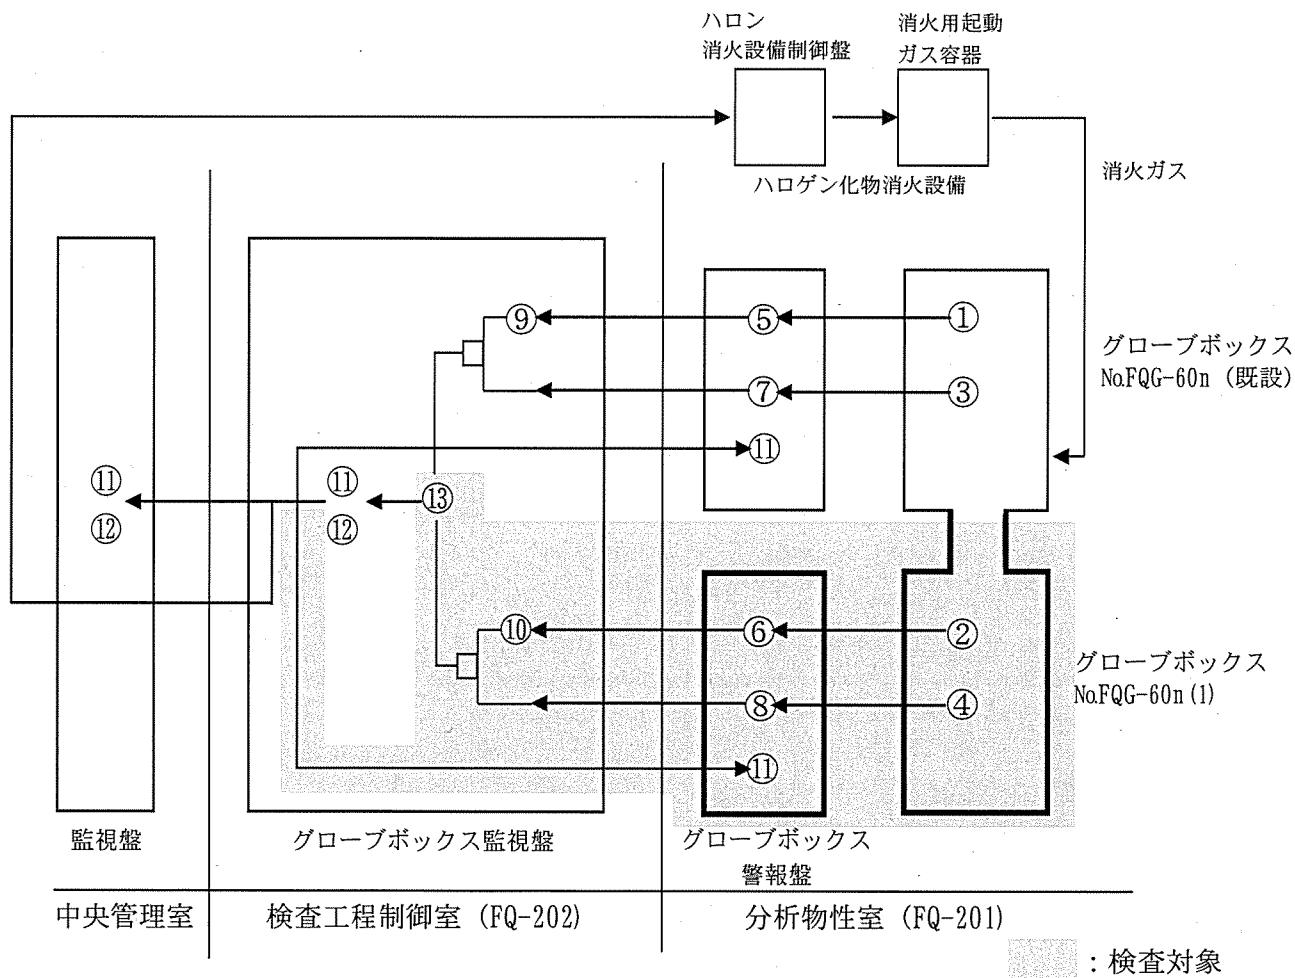 ハロン
消火設備制御盤
消火用起動
ガス容器
ハロゲン化物消火設備
消火ガス
⑨
⑤
①
⑦
③
グローブボックス
No.FQG-60n (既設)
⑪
⑪
⑫
⑪
⑫
⑬
⑩
⑥
②
⑧
④
⑪
グローブボックス
No.FQG-60n(1)
監視盤
グローブボックス監視盤
グローブボックス
警報盤
中央管理室
検査工程制御室 (FQ-202)
分析物性室 (FQ-201)
：検査対象